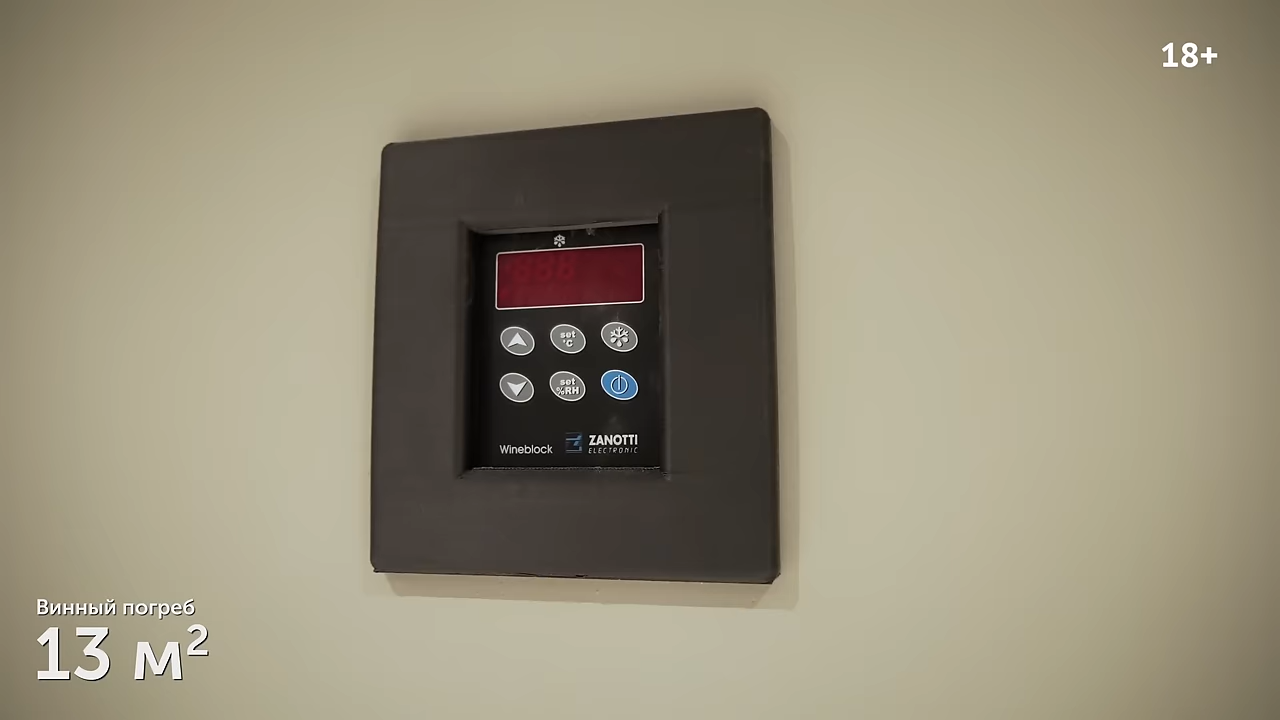 18+
set
°C
set
%RH
Wineblock
ZANOTTI
ELECTRONIC
Винный погреб
13 м²